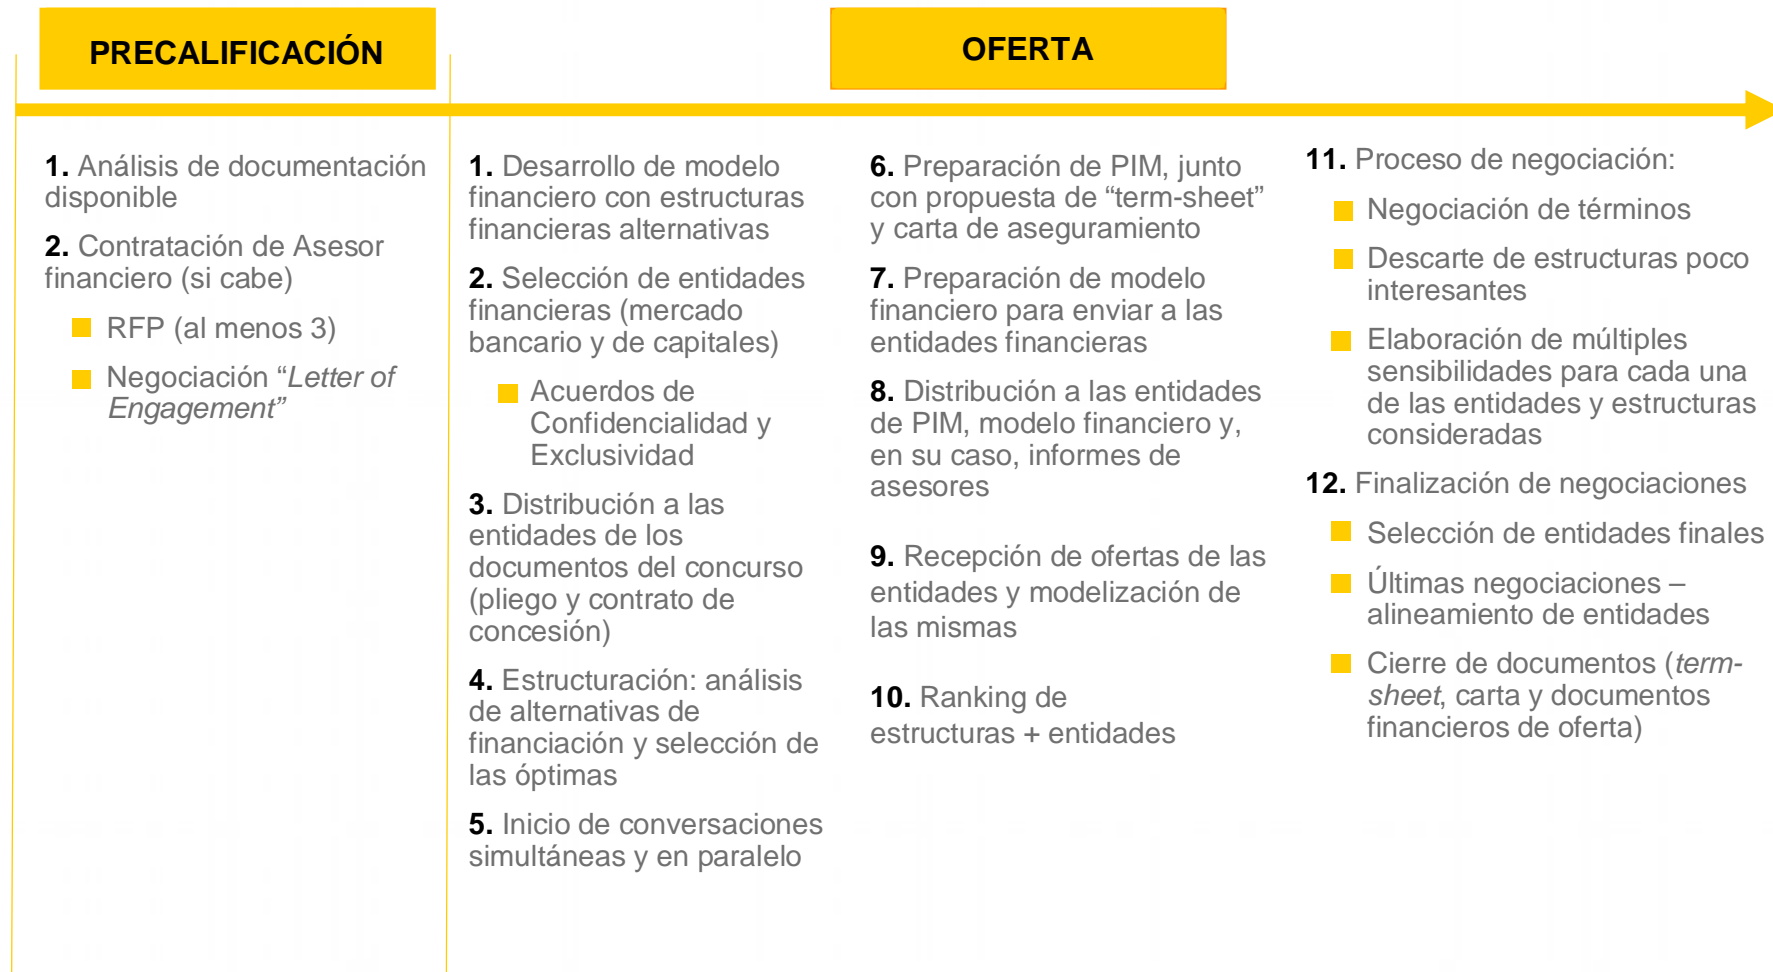 PRECALIFICACIÓN
OFERTA
1. Análisis de documentación
disponible
2. Contratación de Asesor
financiero (si cabe)
RFP (al menos 3)
Negociación “Letter of
Engagement”
1. Desarrollo de modelo
financiero con estructuras
financieras alternativas
2. Selección de entidades
financieras (mercado
bancario y de capitales)
Acuerdos de
Confidencialidad y
Exclusividad
3. Distribución a las
entidades de los
documentos del concurso
(pliego y contrato de
concesión)
4. Estructuración: análisis
de alternativas de
financiación y selección de
las óptimas
5. Inicio de conversaciones
simultáneas y en paralelo
6. Preparación de PIM, junto
con propuesta de “term-sheet”
y carta de aseguramiento
7. Preparación de modelo
financiero para enviar a las
entidades financieras
8. Distribución a las entidades
de PIM, modelo financiero y,
en su caso, informes de
asesores
9. Recepción de ofertas de las
entidades y modelización de
las mismas
10. Ranking de
estructuras + entidades
11. Proceso de negociación:
Negociación de términos
Descarte de estructuras poco
interesantes
Elaboración de múltiples
sensibilidades para cada una
de las entidades y estructuras
consideradas
12. Finalización de negociaciones
Selección de entidades finales
Últimas negociaciones –
alineamiento de entidades
Cierre de documentos (term-
sheet, carta y documentos
financieros de oferta)